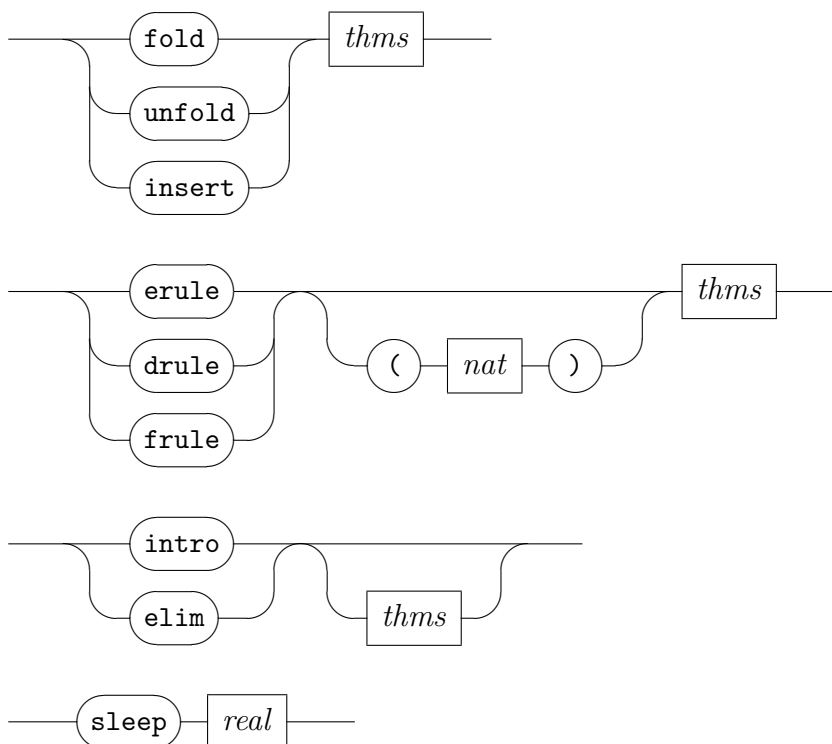 fold thms
unfold
insert
erule thms
drule ( nat )
frule
intro
elim thms
sleep real